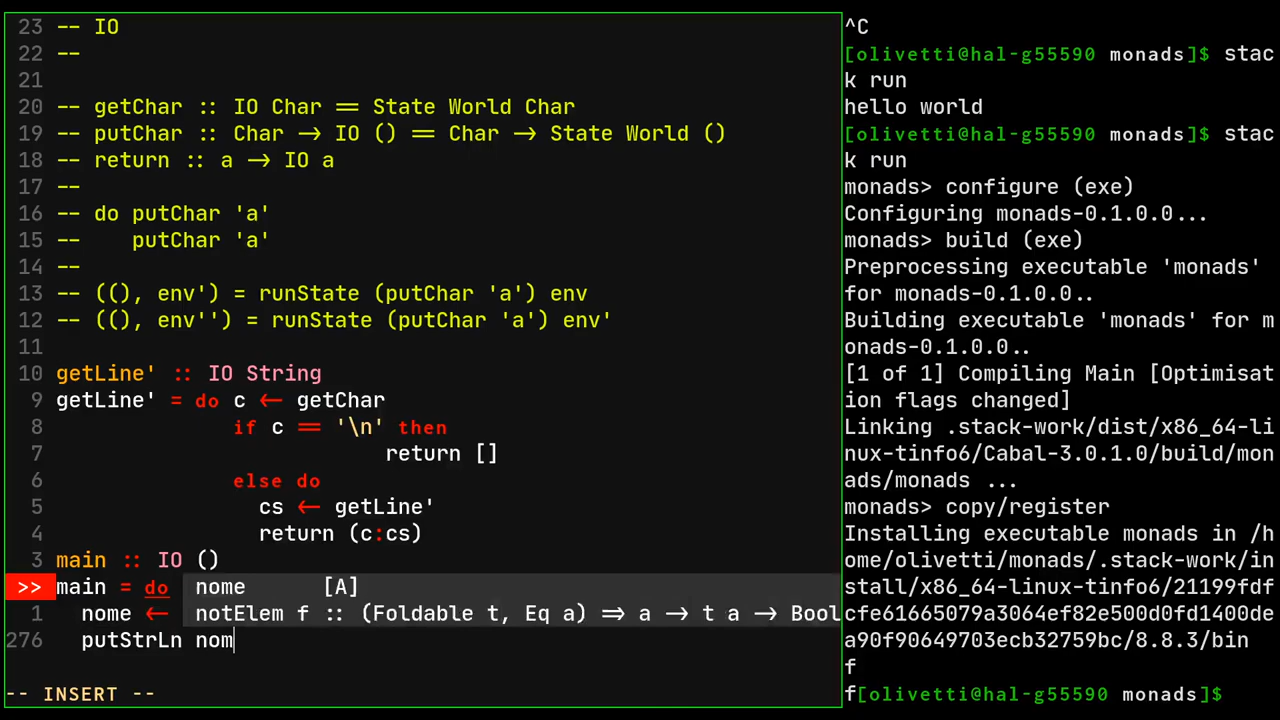 23 -- IO
22 --
21
20 -- getChar :: IO Char == State World Char
19 -- putChar :: Char -> IO () == Char -> State World ()
18 -- return :: a -> IO a
17 --
16 -- do putChar 'a'
15 --    putChar 'a'
14 --
13 -- ((), env') = runState (putChar 'a') env
12 -- ((), env'') = runState (putChar 'a') env'
11
10 getLine' :: IO String
9 getLine' = do c <- getChar
8 if c == '\n' then
7 return []
6 else do
5 cs <- getLine'
4 return (c:cs)
3 main :: IO ()
>> main = do nome [A]
1 nome <- notElem f :: (Foldable t, Eq a) => a -> t a -> Bool
276 putStrLn nom
-- INSERT --
^C
[olivetti@hal-g55590 monads]$ stac
k run
hello world
[olivetti@hal-g55590 monads]$ stac
k run
monads> configure (exe)
Configuring monads-0.1.0.0...
monads> build (exe)
Preprocessing executable 'monads'
for monads-0.1.0.0..
Building executable 'monads' for m
onads-0.1.0.0..
[1 of 1] Compiling Main [Optimisat
ion flags changed]
Linking .stack-work/dist/x86_64-li
nux-tinfo6/Cabal-3.0.1.0/build/mon
ads/monads ...
monads> copy/register
Installing executable monads in /h
ome/olivetti/monads/.stack-work/in
stall/x86_64-linux-tinfo6/21199fdf
cfe61665079a3064ef82e500d0fd1400de
a90f90649703ecb32759bc/8.8.3/bin
f
f[olivetti@hal-g55590 monads]$